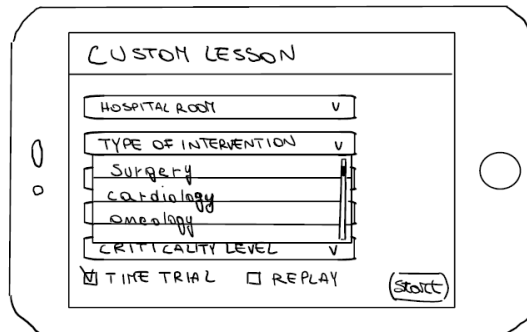 CUSTOM LESSON
HOSPITAL ROOM v
TYPE OF INTERVENTION v
Surgery
cardiology
oncology
CRITICALITY LEVEL v
TIME TRIAL REPLAY
Start